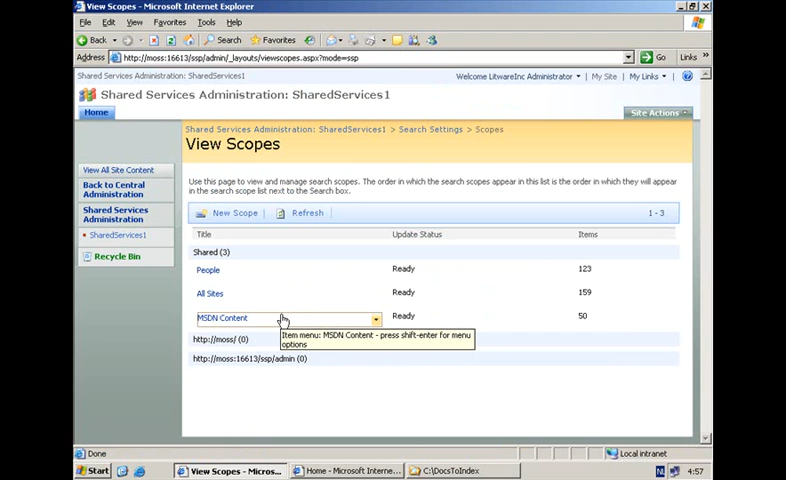 View Scopes - Microsoft Internet Explorer
File Edit View Favorites Tools Help
Back Search Favorites
Address http://moss:16613/ssp/admin/_layouts/viewscopes.aspx?mode=ssp Go Links
Shared Services Administration: SharedServices1 Welcome LitwareInc Administrator My Site My Links
Shared Services Administration: SharedServices1
Home Site Actions
Shared Services Administration: SharedServices1 > Search Settings > Scopes
View Scopes
View All Site Content
Back to Central
Administration
Shared Services
Administration
SharedServices1
Recycle Bin
Use this page to view and manage search scopes. The order in which the search scopes appear in this list is the order in which they will appear
in the search scope list next to the Search box.
New Scope Refresh 1 - 3
Title Update Status Items
Shared (3)
People Ready 123
All Sites Ready 159
MSDN Content Ready 50
Item menu: MSDN Content - press shift-enter for menu
options
http://moss/ (0)
http://moss:16613/ssp/admin (0)
Done Local intranet
Start View Scopes - Micros... Home - Microsoft Interne... C:\DocsToIndex NL 4:57